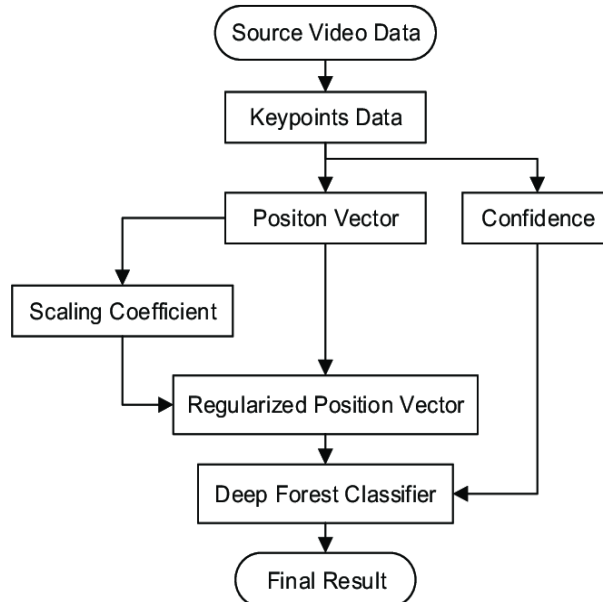 Source Video Data
Keypoints Data
Positon Vector
Confidence
Scaling Coefficient
Regularized Position Vector
Deep Forest Classifier
Final Result